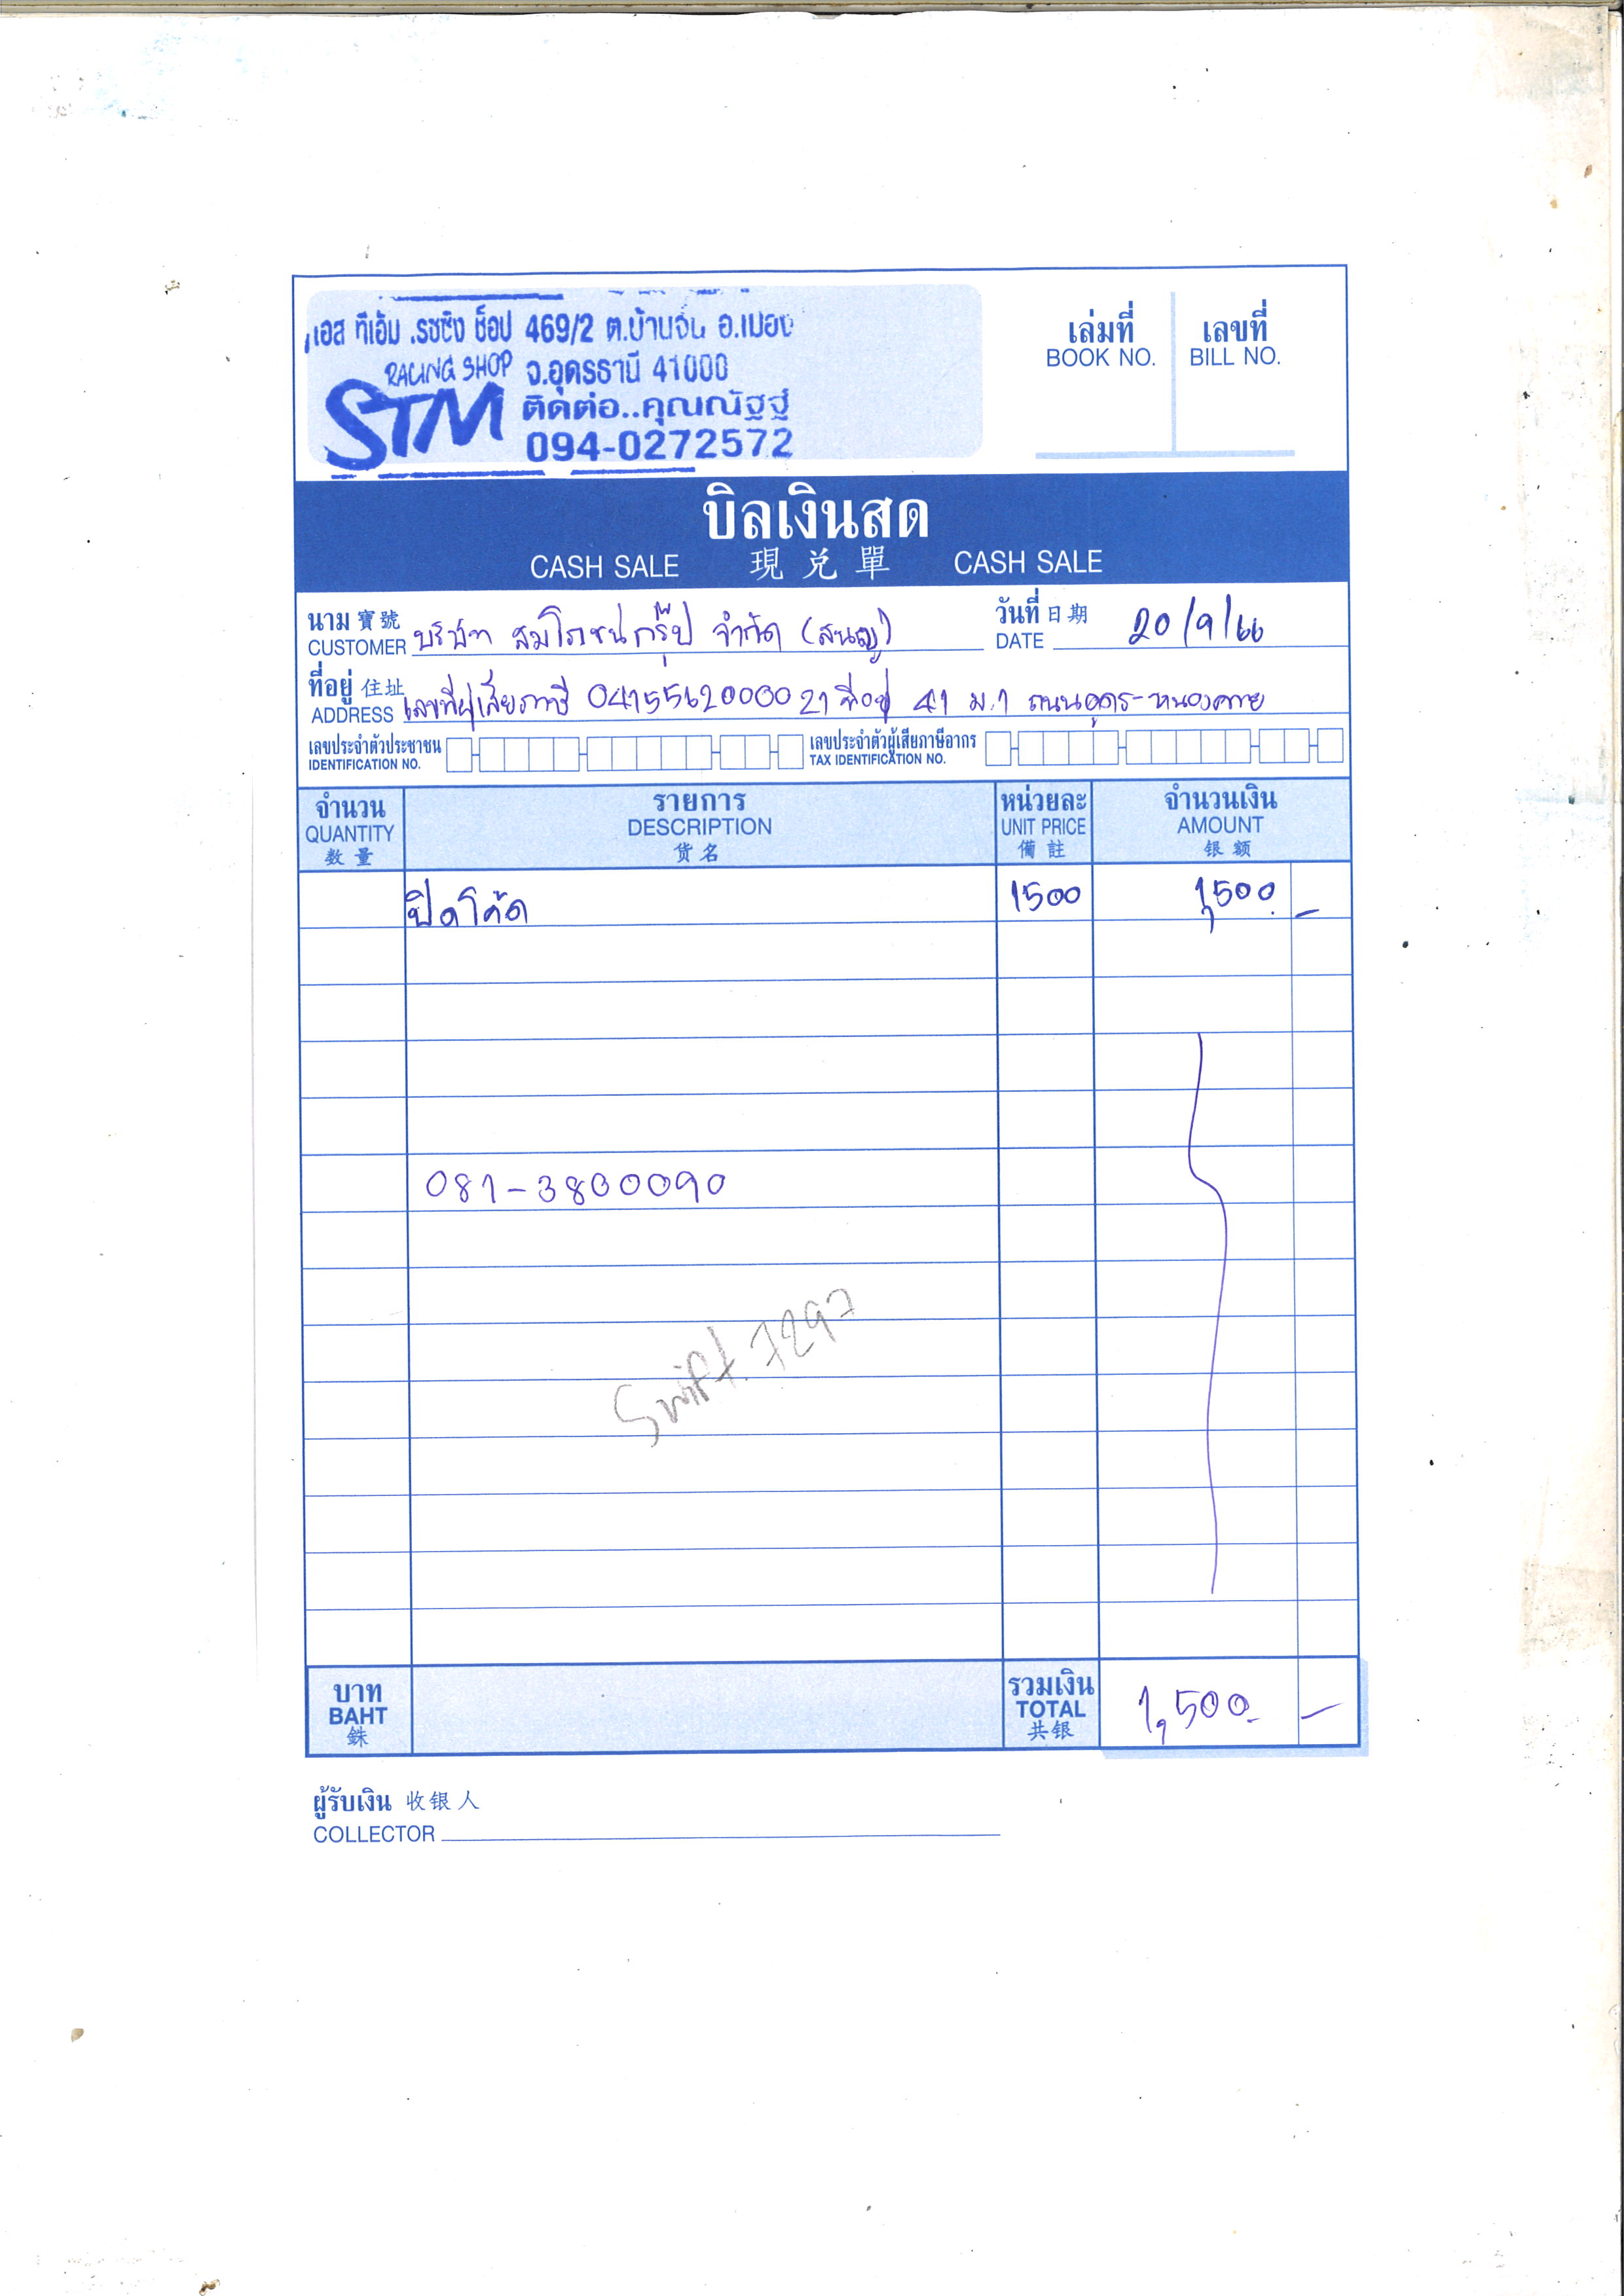 เอส ทีเอ็ม เรซซิ่ง ช็อป 469/2 ต.บ้านจั่น อ.เมือง
RACING SHOP จ.อุดรธานี 41000
STM ติดต่อ..คุณณัฐฐ์
094-0272572
เล่มที่ เลขที่
BOOK NO. BILL NO.
บิลเงินสด
CASH SALE 現兑單 CASH SALE
นาม 寶號 วันที่ 日期
CUSTOMER บริษัท สมโภชน์กรุ๊ป จำกัด DATE 20/9/66
ที่อยู่ 住址
ADDRESS เลขที่ผู้เสียภาษี 0415562000021 ที่อยู่ 41 ม.1 ถนนอุดร-หนองคาย
เลขประจำตัวประชาชน เลขประจำตัวผู้เสียภาษีอากร
IDENTIFICATION NO. TAX IDENTIFICATION NO.
จำนวน รายการ หน่วยละ จำนวนเงิน
QUANTITY DESCRIPTION UNIT PRICE AMOUNT
数量 货名 備註 银额
ปิดโค้ด 1500 1,500.-
081-3800090
Swift. 7297
บาท รวมเงิน
BAHT TOTAL 1,500.-
銖 共银
ผู้รับเงิน 收银人
COLLECTOR